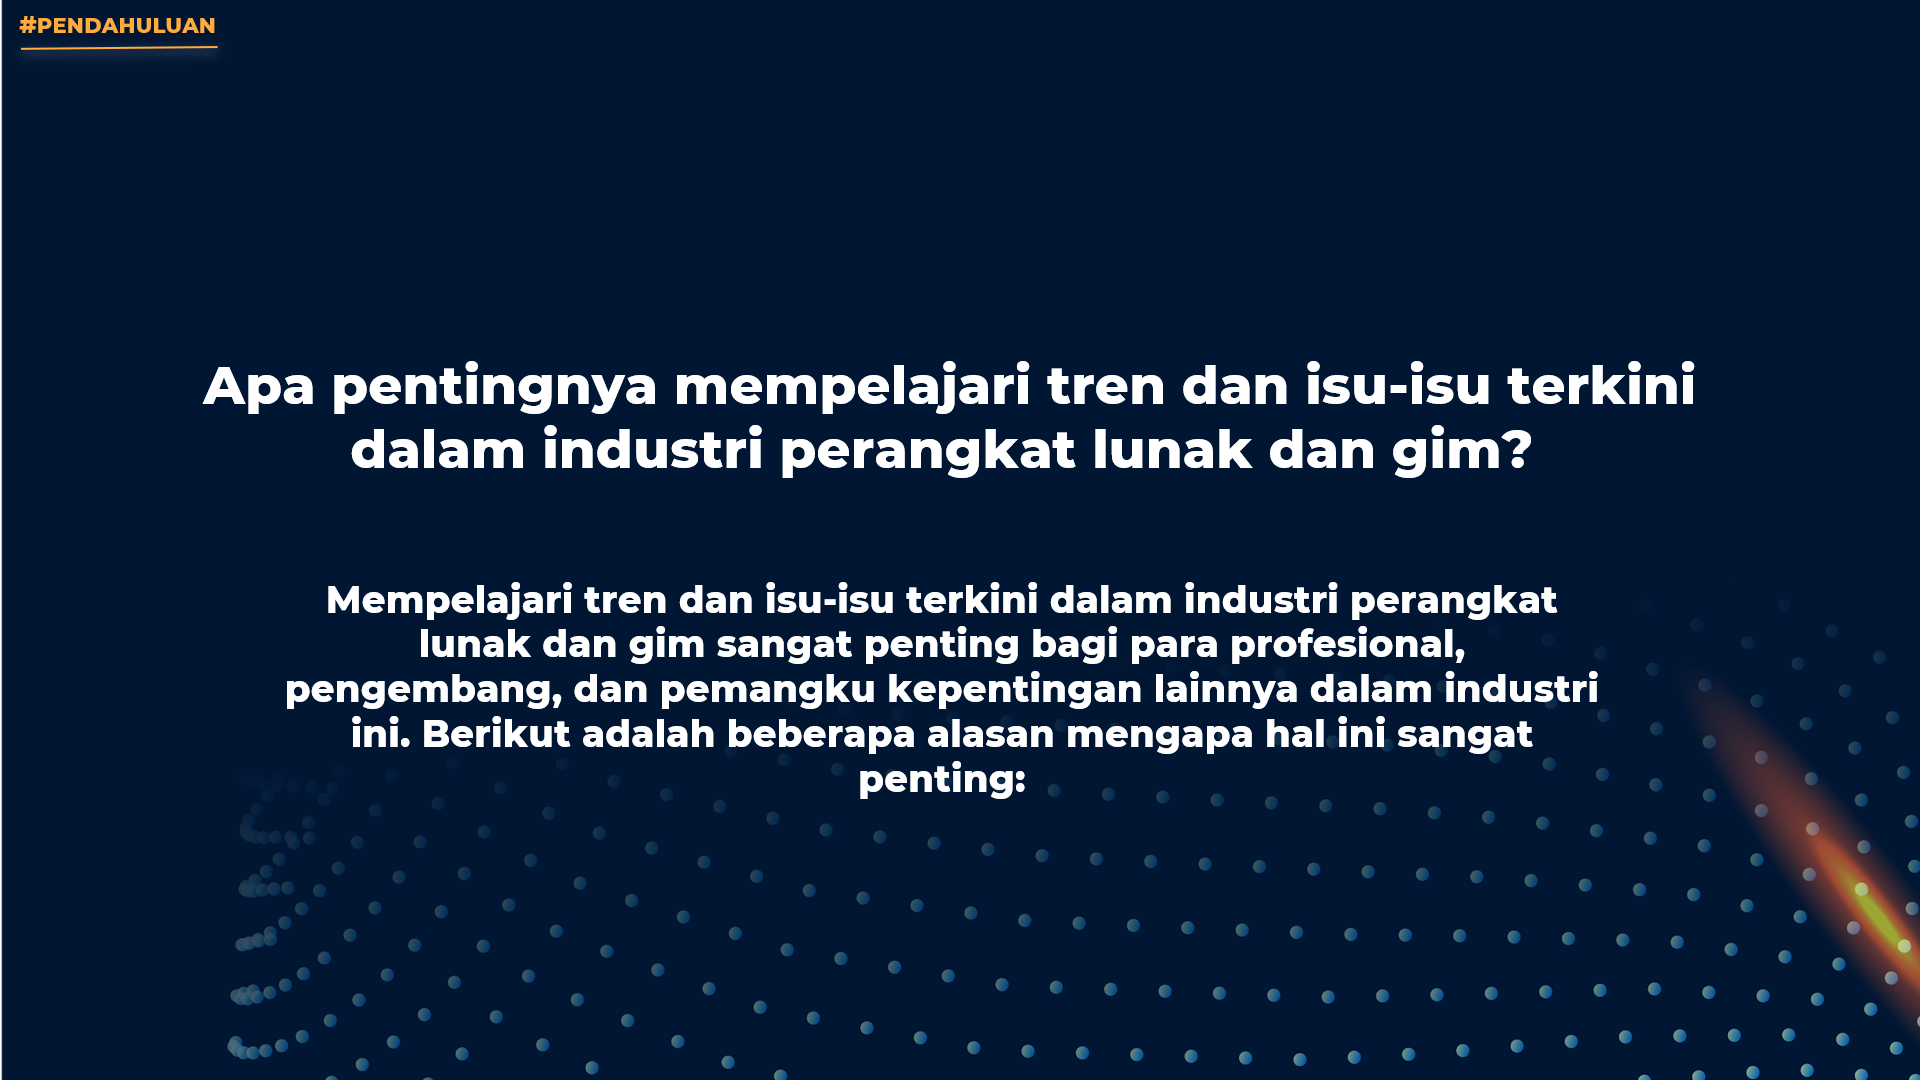 #PENDAHULUAN
Apa pentingnya mempelajari tren dan isu-isu terkini
dalam industri perangkat lunak dan gim?
Mempelajari tren dan isu-isu terkini dalam industri perangkat
lunak dan gim sangat penting bagi para profesional,
pengembang, dan pemangku kepentingan lainnya dalam industri
ini. Berikut adalah beberapa alasan mengapa hal ini sangat
penting: